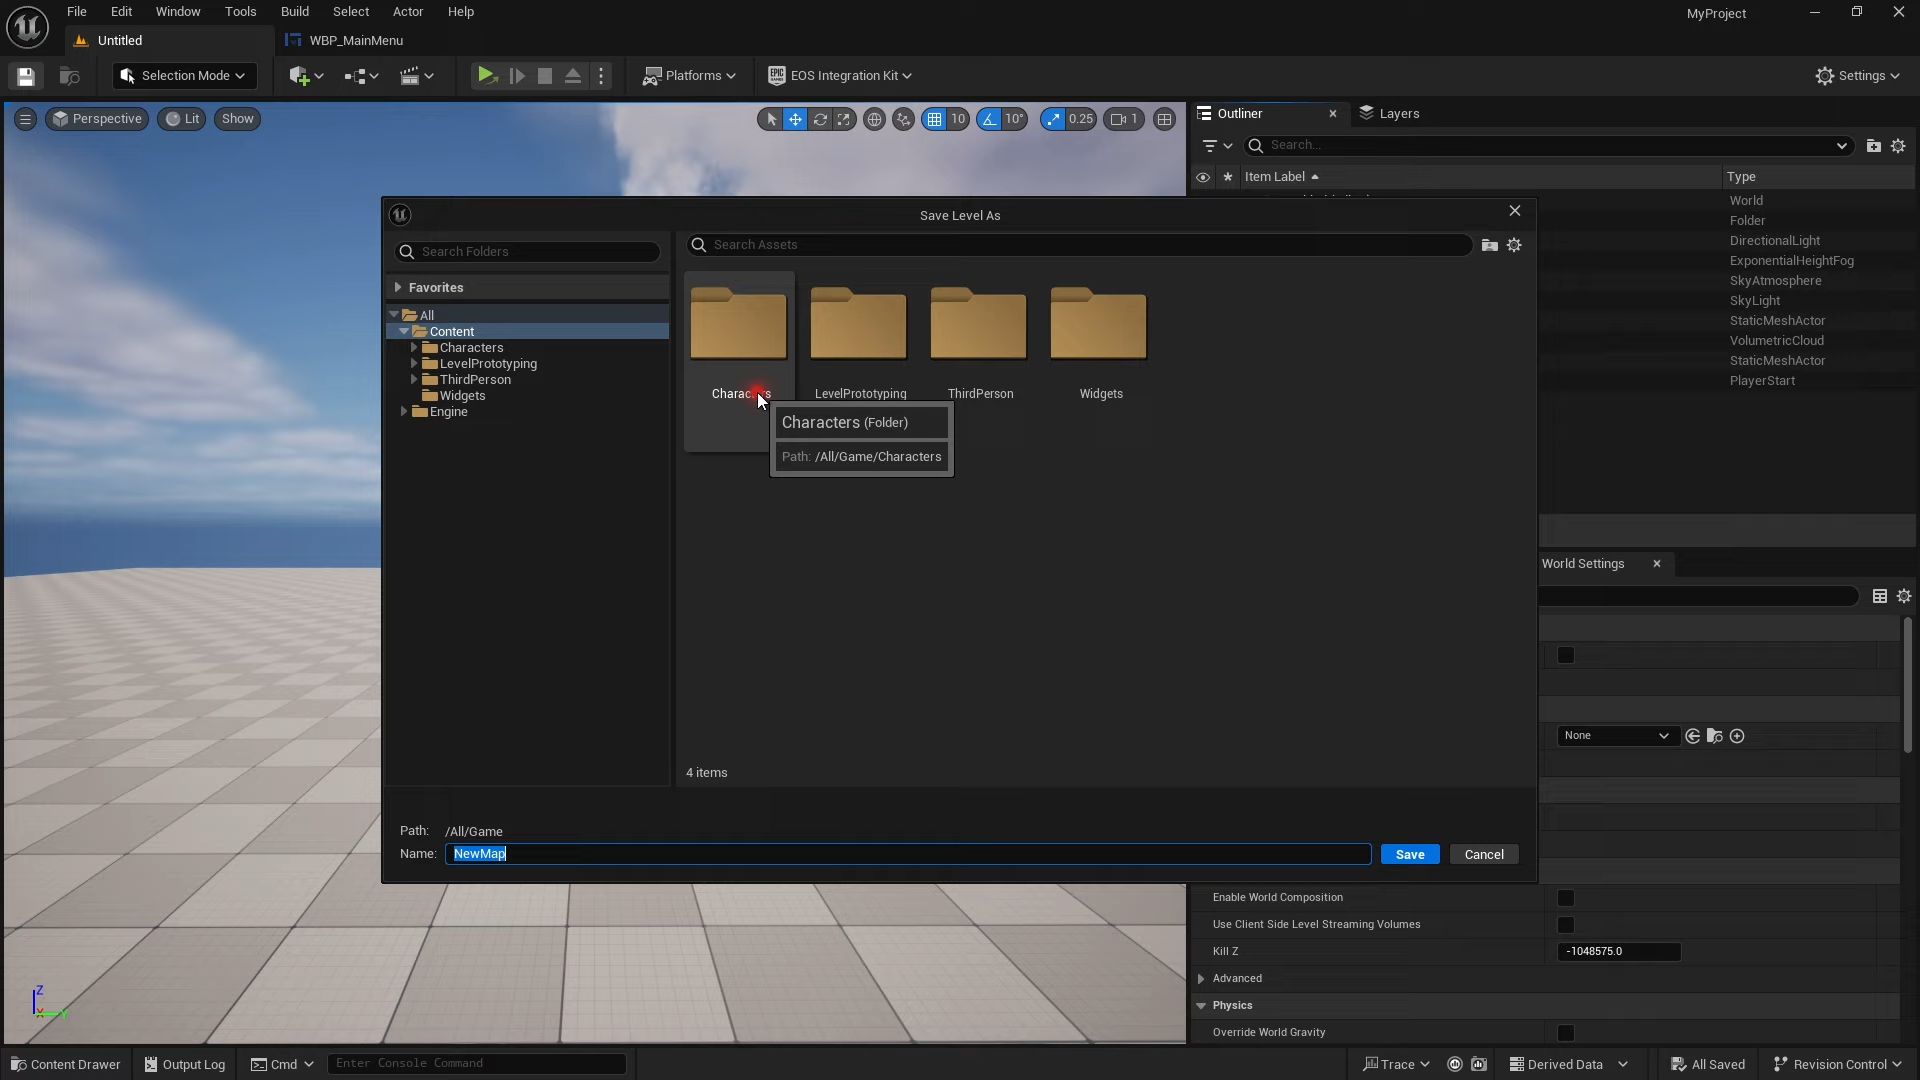 File Edit Window Tools Build Select Actor Help
MyProject
Untitled
WBP_MainMenu
Selection Mode
Platforms
EOS Integration Kit
Settings
Perspective
Lit
Show
10
10°
0.25
1
Outliner
Layers
Search...
Item Label
Type
World
Folder
DirectionalLight
ExponentialHeightFog
SkyAtmosphere
SkyLight
StaticMeshActor
VolumetricCloud
StaticMeshActor
PlayerStart
Save Level As
Search Folders
Search Assets
Favorites
All
Content
Characters
LevelPrototyping
ThirdPerson
Widgets
Engine
Characters
LevelPrototyping
ThirdPerson
Widgets
Characters (Folder)
Path: /All/Game/Characters
4 items
Path: /All/Game
Name: NewMap
Save
Cancel
World Settings
None
Enable World Composition
Use Client Side Level Streaming Volumes
Kill Z
-1048575.0
Advanced
Physics
Override World Gravity
Z
Y
Content Drawer
Output Log
Cmd
Enter Console Command
Trace
Derived Data
All Saved
Revision Control